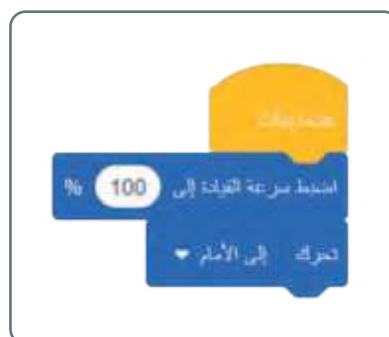 عندما يبدأ
اضبط سرعة القيادة إلى 100 %
تحرك إلى الأمام